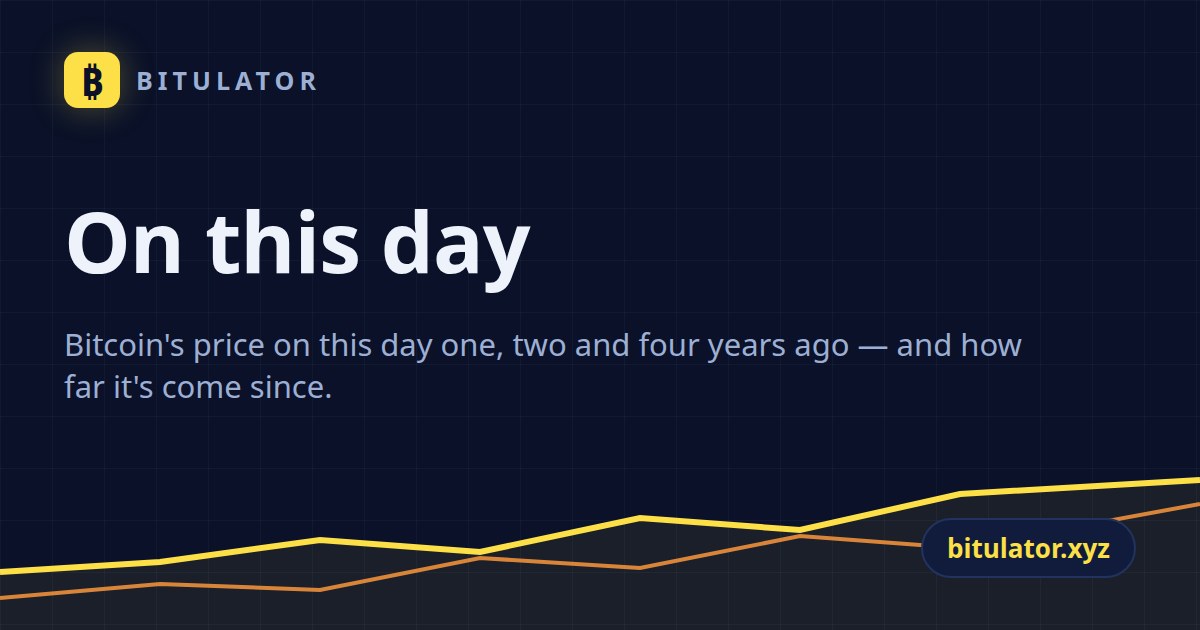 ₿ BITULATOR
On this day
Bitcoin's price on this day one, two and four years ago — and how
far it's come since.
bitulator.xyz